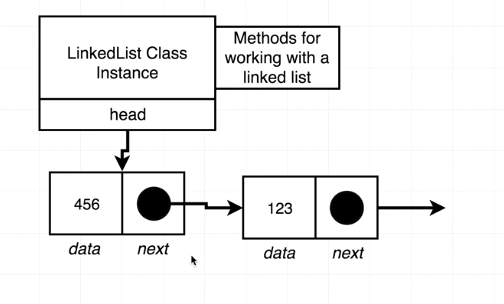 LinkedList Class
Instance
Methods for
working with a
linked list
head
456
123
data
next
data
next